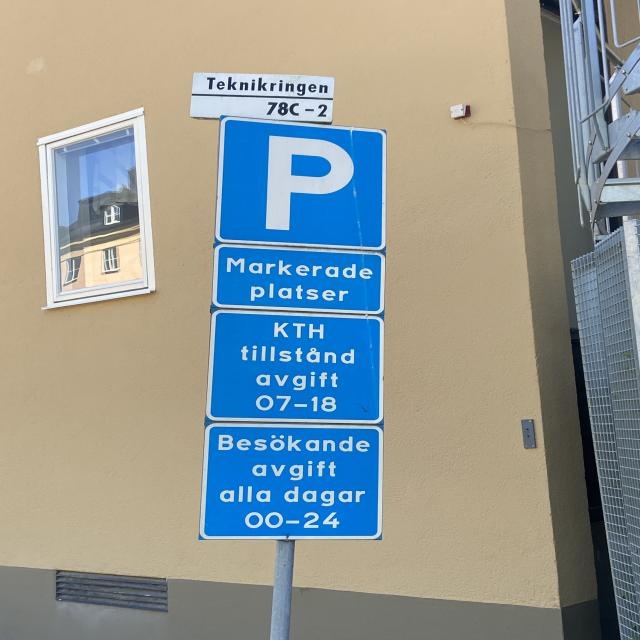 Teknikringen
78C-2
P
Markerade
platser
KTH
tillstånd
avgift
07-18
Besökande
avgift
alla dagar
00-24